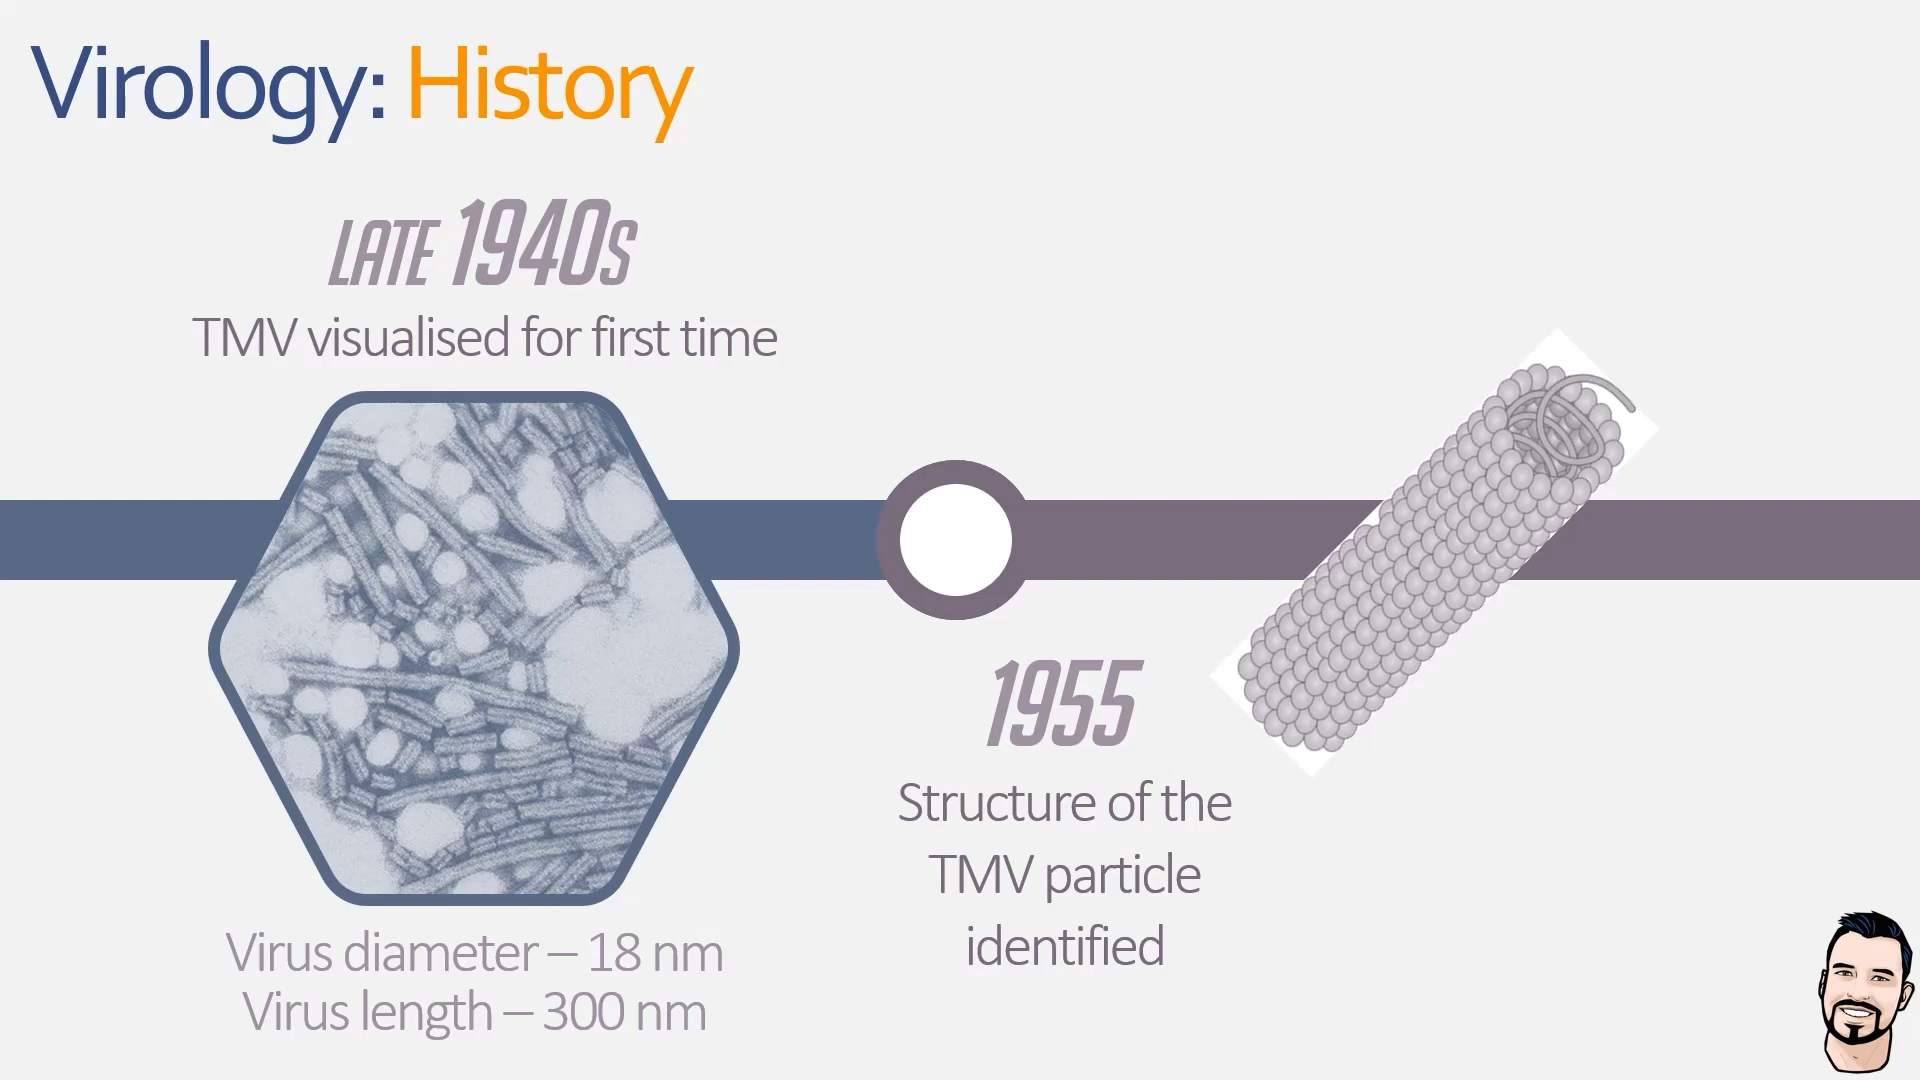 Virology: History
LATE 1940s
TMV visualised for first time
Virus diameter – 18 nm
Virus length – 300 nm
1955
Structure of the
TMV particle
identified